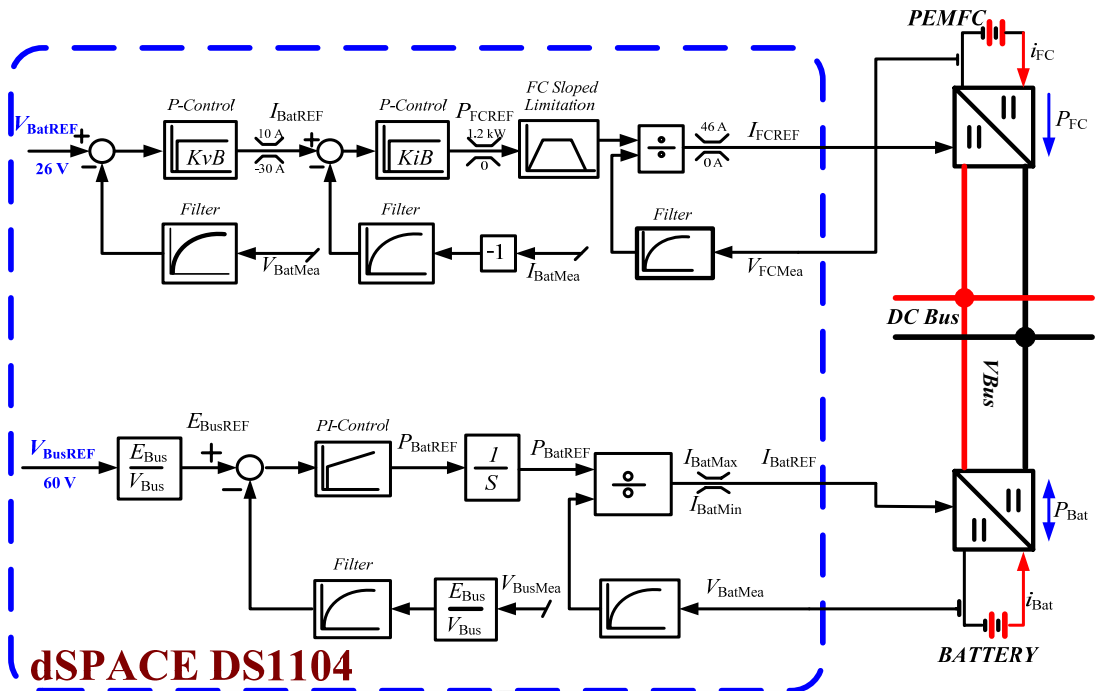 PEMFC
iFC
PFC
P-Control
IBatREF
P-Control
PFCREF
FC Sloped
Limitation
VBatREF
26 V
+
−
KvB
10 A
-30 A
+
−
KiB
1.2 kW
0
÷
46 A
0 A
IFCREF
Filter
VBatMea
Filter
-1
IBatMea
Filter
VFCMea
DC Bus
VBus
VBusREF
60 V
EBus
VBus
EBusREF
+
−
PI-Control
PBatREF
1
S
PBatREF
÷
IBatMax
IBatMin
IBatREF
PBat
Filter
EBus
VBus
VBusMea
VBatMea
iBat
BATTERY
dSPACE DS1104